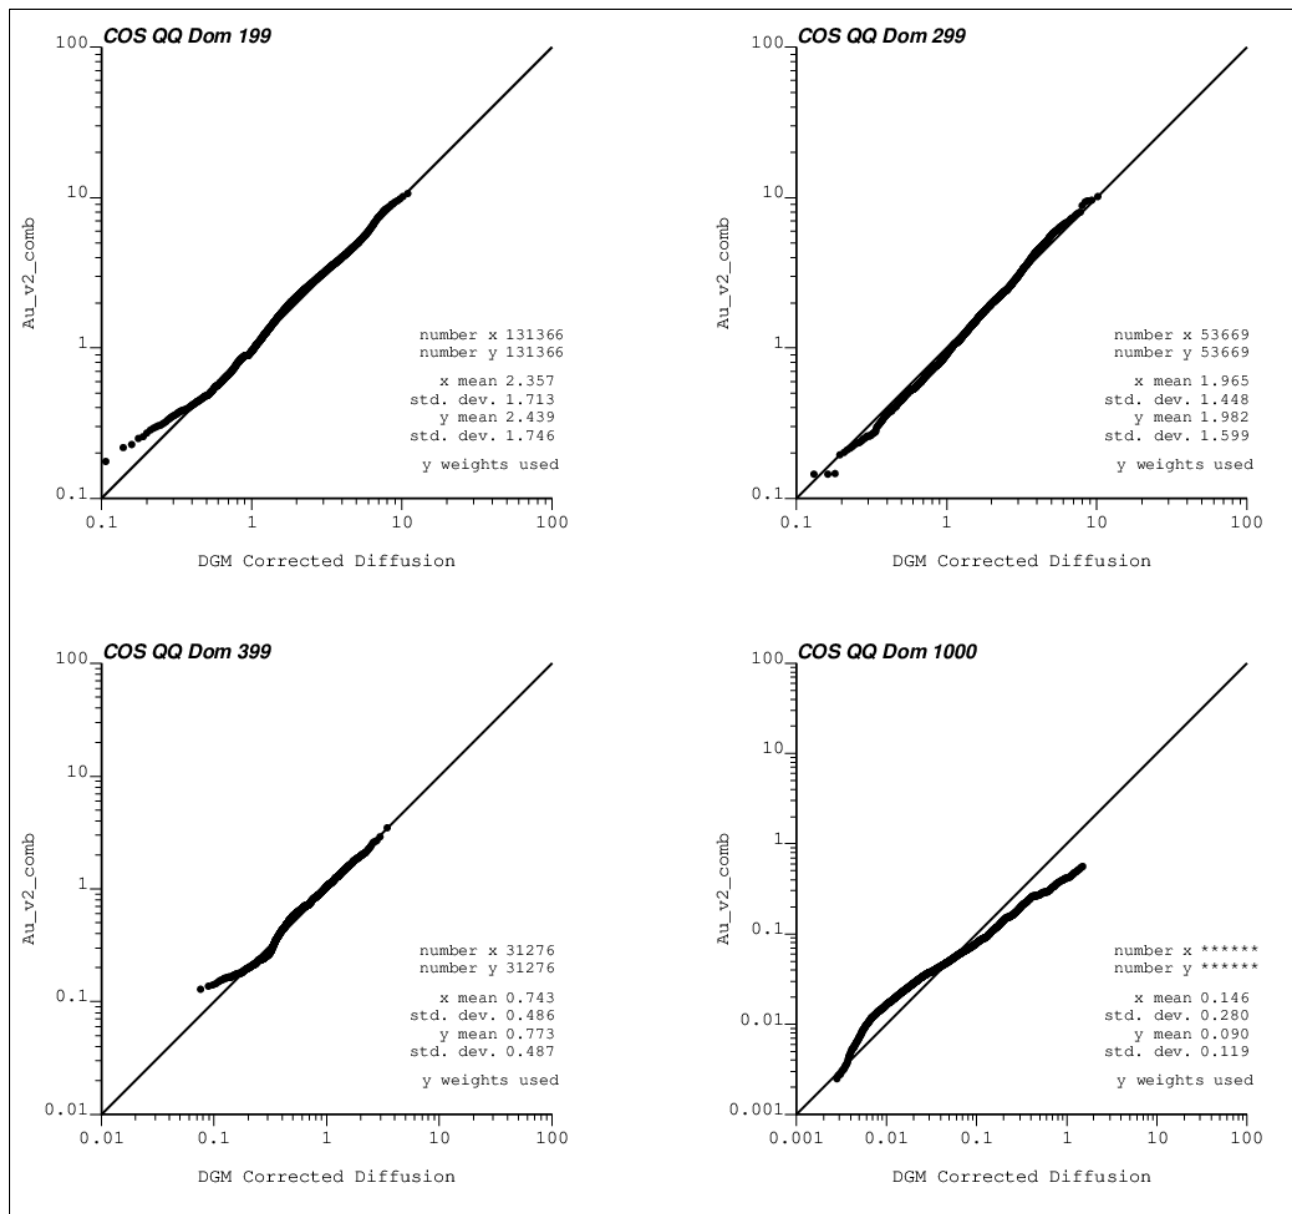 COS QQ Dom 199
100
10
1
0.1
Au_v2_comb
number x 131366
number y 131366
x mean 2.357
std. dev. 1.713
y mean 2.439
std. dev. 1.746
y weights used
0.1 1 10 100
DGM Corrected Diffusion
COS QQ Dom 299
100
10
1
0.1
Au_v2_comb
number x 53669
number y 53669
x mean 1.965
std. dev. 1.448
y mean 1.982
std. dev. 1.599
y weights used
0.1 1 10 100
DGM Corrected Diffusion
COS QQ Dom 399
100
10
1
0.1
0.01
Au_v2_comb
number x 31276
number y 31276
x mean 0.743
std. dev. 0.486
y mean 0.773
std. dev. 0.487
y weights used
0.01 0.1 1 10 100
DGM Corrected Diffusion
COS QQ Dom 1000
100
10
1
0.1
0.01
0.001
Au_v2_comb
number x ******
number y ******
x mean 0.146
std. dev. 0.280
y mean 0.090
std. dev. 0.119
y weights used
0.001 0.01 0.1 1 10 100
DGM Corrected Diffusion